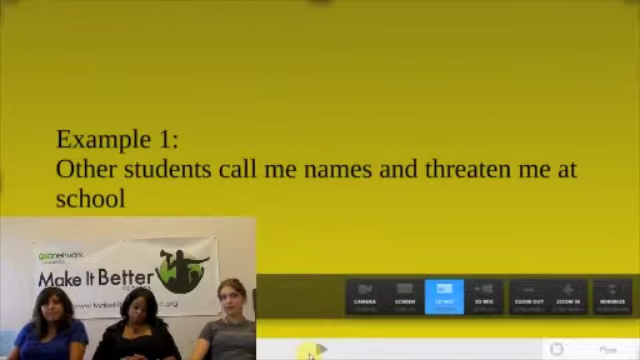 Example 1:
Other students call me names and threaten me at
school
gsanetwork
Make It Better
CAMERA
SCREEN
2D MIX
3D MIX
ZOOM OUT
ZOOM IN
MINIMIZE